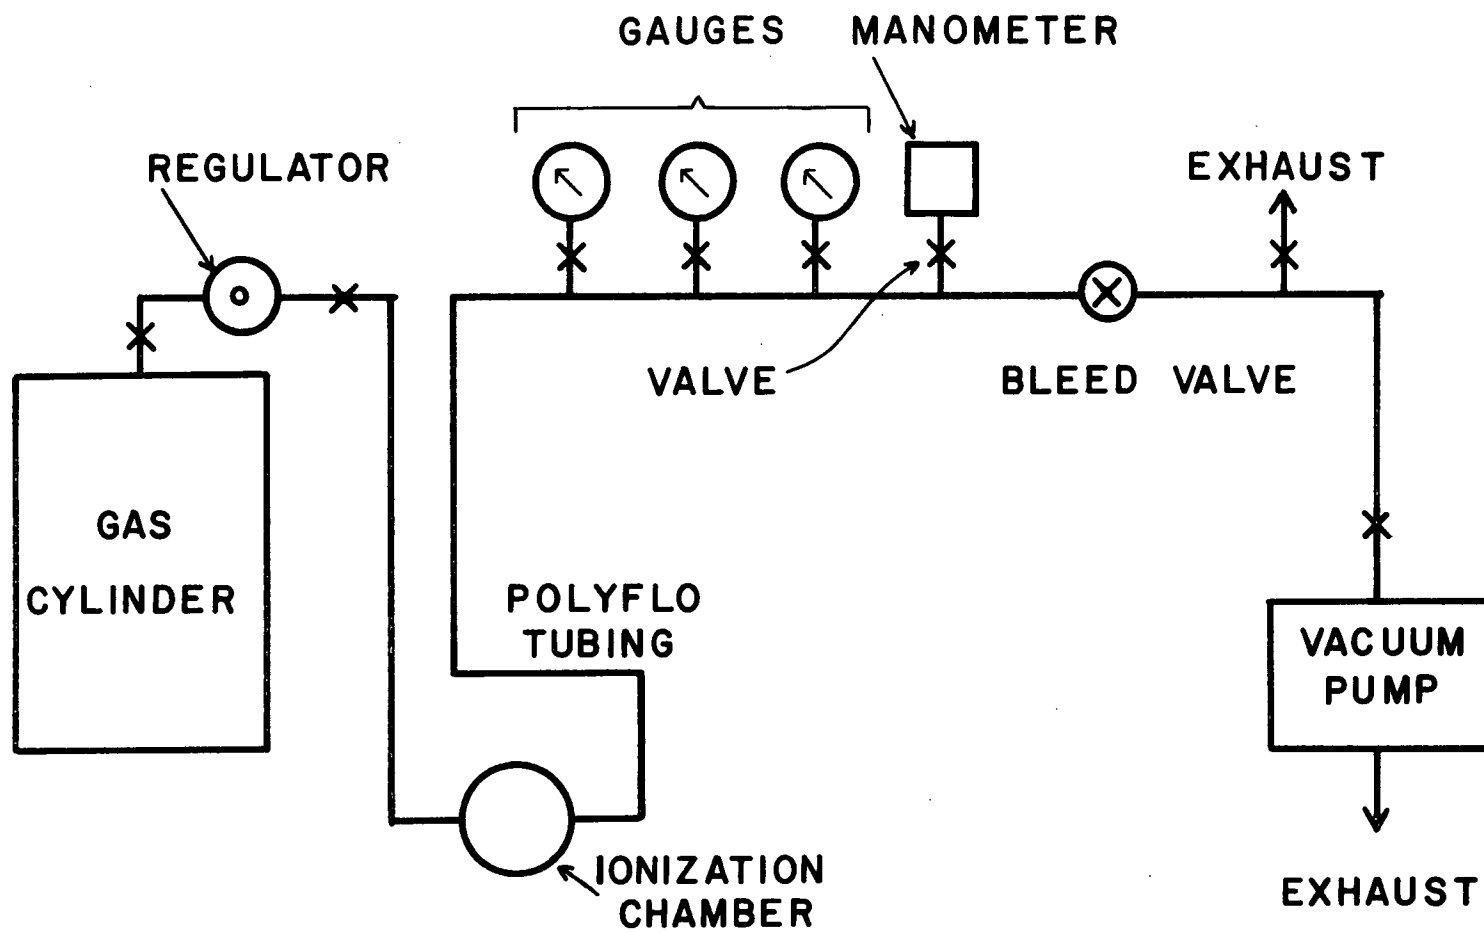 GAUGES
MANOMETER
REGULATOR
EXHAUST
VALVE
BLEED VALVE
GAS
CYLINDER
POLYFLO
TUBING
VACUUM
PUMP
IONIZATION
CHAMBER
EXHAUST